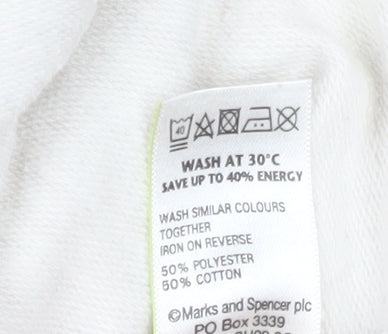 40
WASH AT 30°C
SAVE UP TO 40% ENERGY
WASH SIMILAR COLOURS
TOGETHER
IRON ON REVERSE
50% POLYESTER
50% COTTON
©Marks and Spencer plc
PO Box 3339